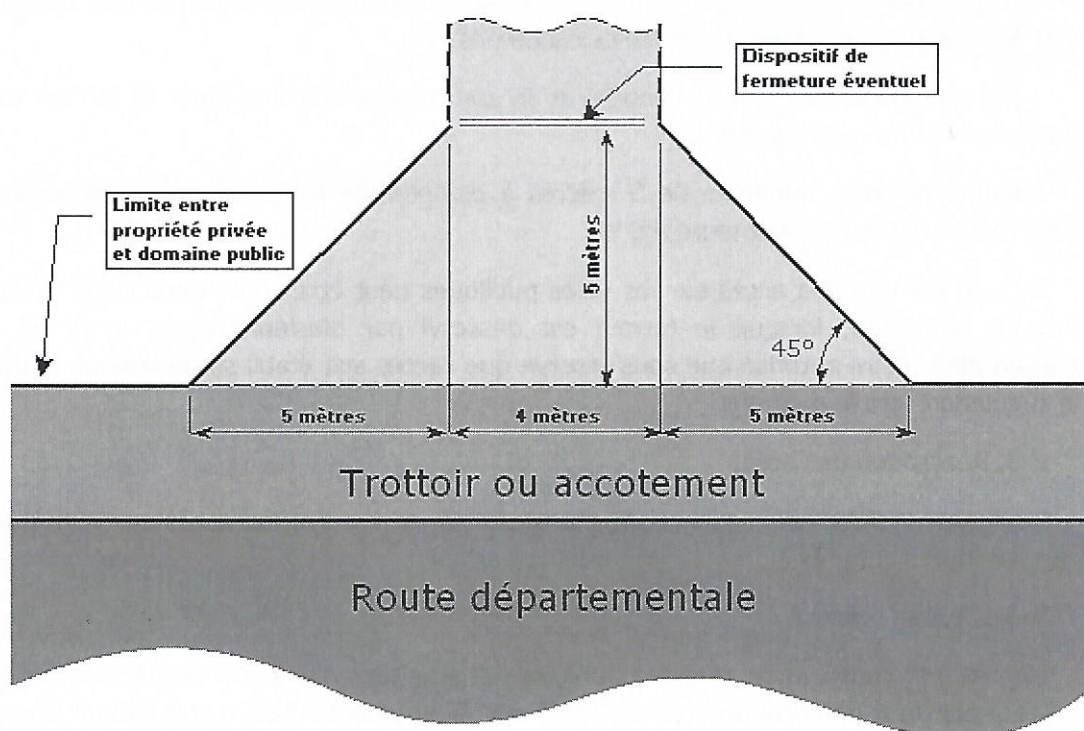 Dispositif de
fermeture éventuel
Limite entre
propriété privée
et domaine public
5 mètres
45°
5 mètres
4 mètres
5 mètres
Trottoir ou accotement
Route départementale